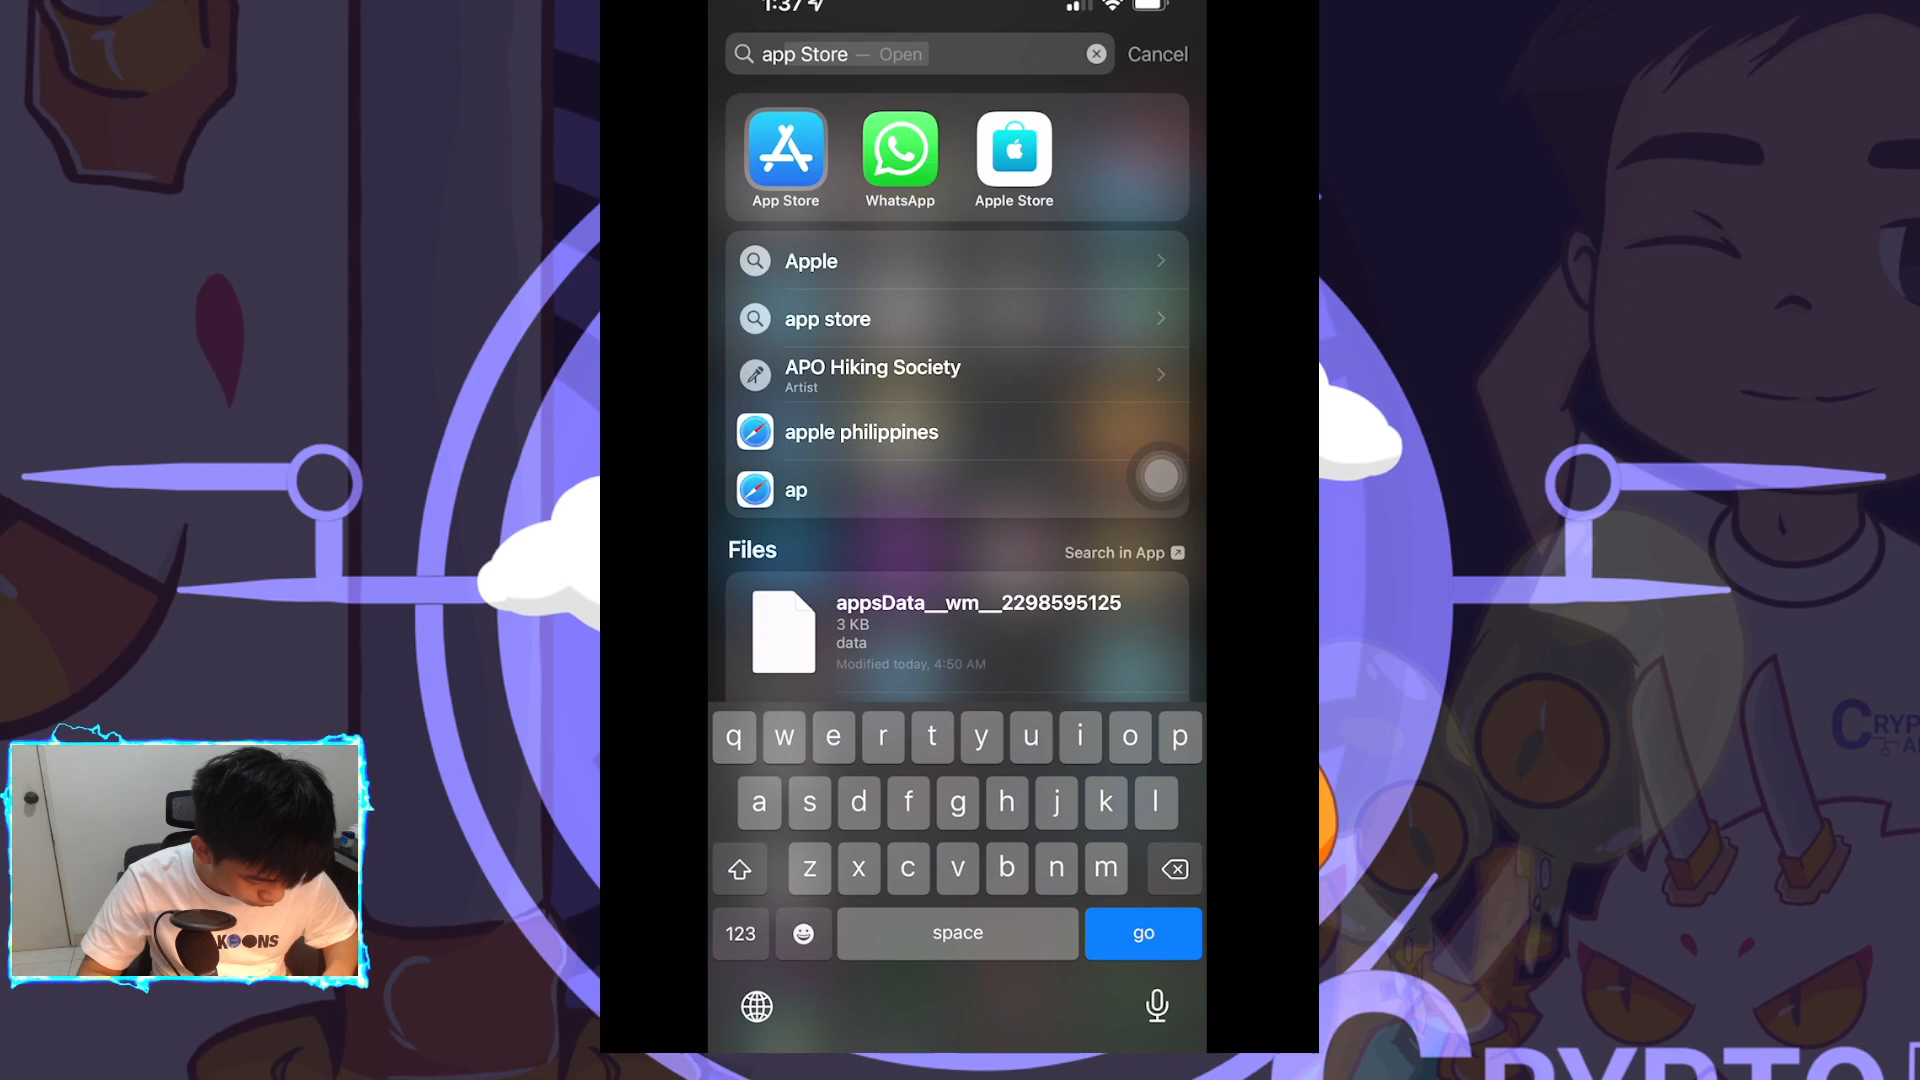 1:37
app Store — Open
Cancel
App Store
WhatsApp
Apple Store
Apple
app store
APO Hiking Society
Artist
apple philippines
ap
Files
Search in App
appsData__wm__2298595125
3 KB
data
Modified today, 4:50 AM
q w e r t y u i o p
a s d f g h j k l
z x c v b n m
123
space
go
KOONS